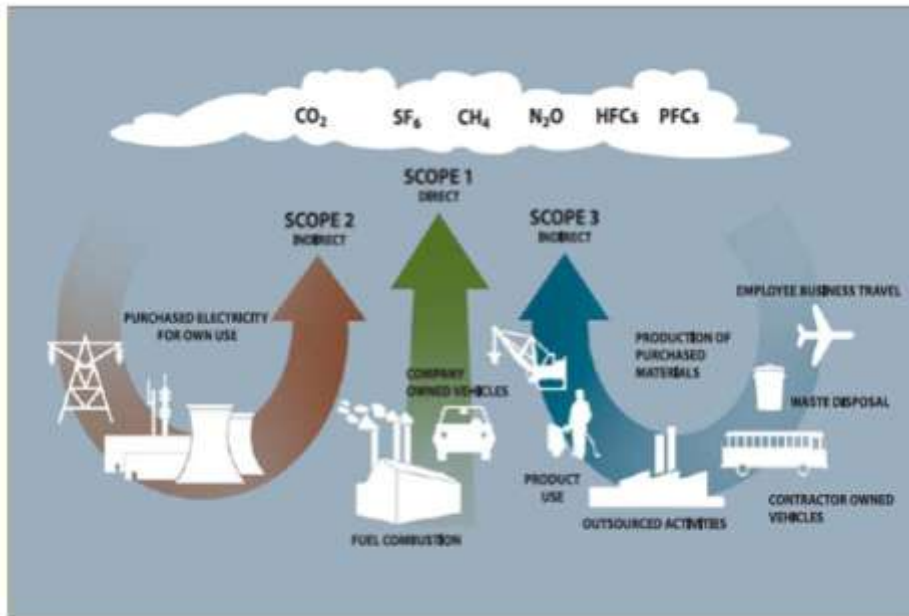 CO₂ SF₆ CH₄ N₂O HFCs PFCs
SCOPE 1
DIRECT
SCOPE 2
INDIRECT
SCOPE 3
INDIRECT
PURCHASED ELECTRICITY
FOR OWN USE
COMPANY
OWNED VEHICLES
FUEL COMBUSTION
EMPLOYEE BUSINESS TRAVEL
PRODUCTION OF
PURCHASED
MATERIALS
WASTE DISPOSAL
PRODUCT
USE
OUTSOURCED ACTIVITIES
CONTRACTOR OWNED
VEHICLES